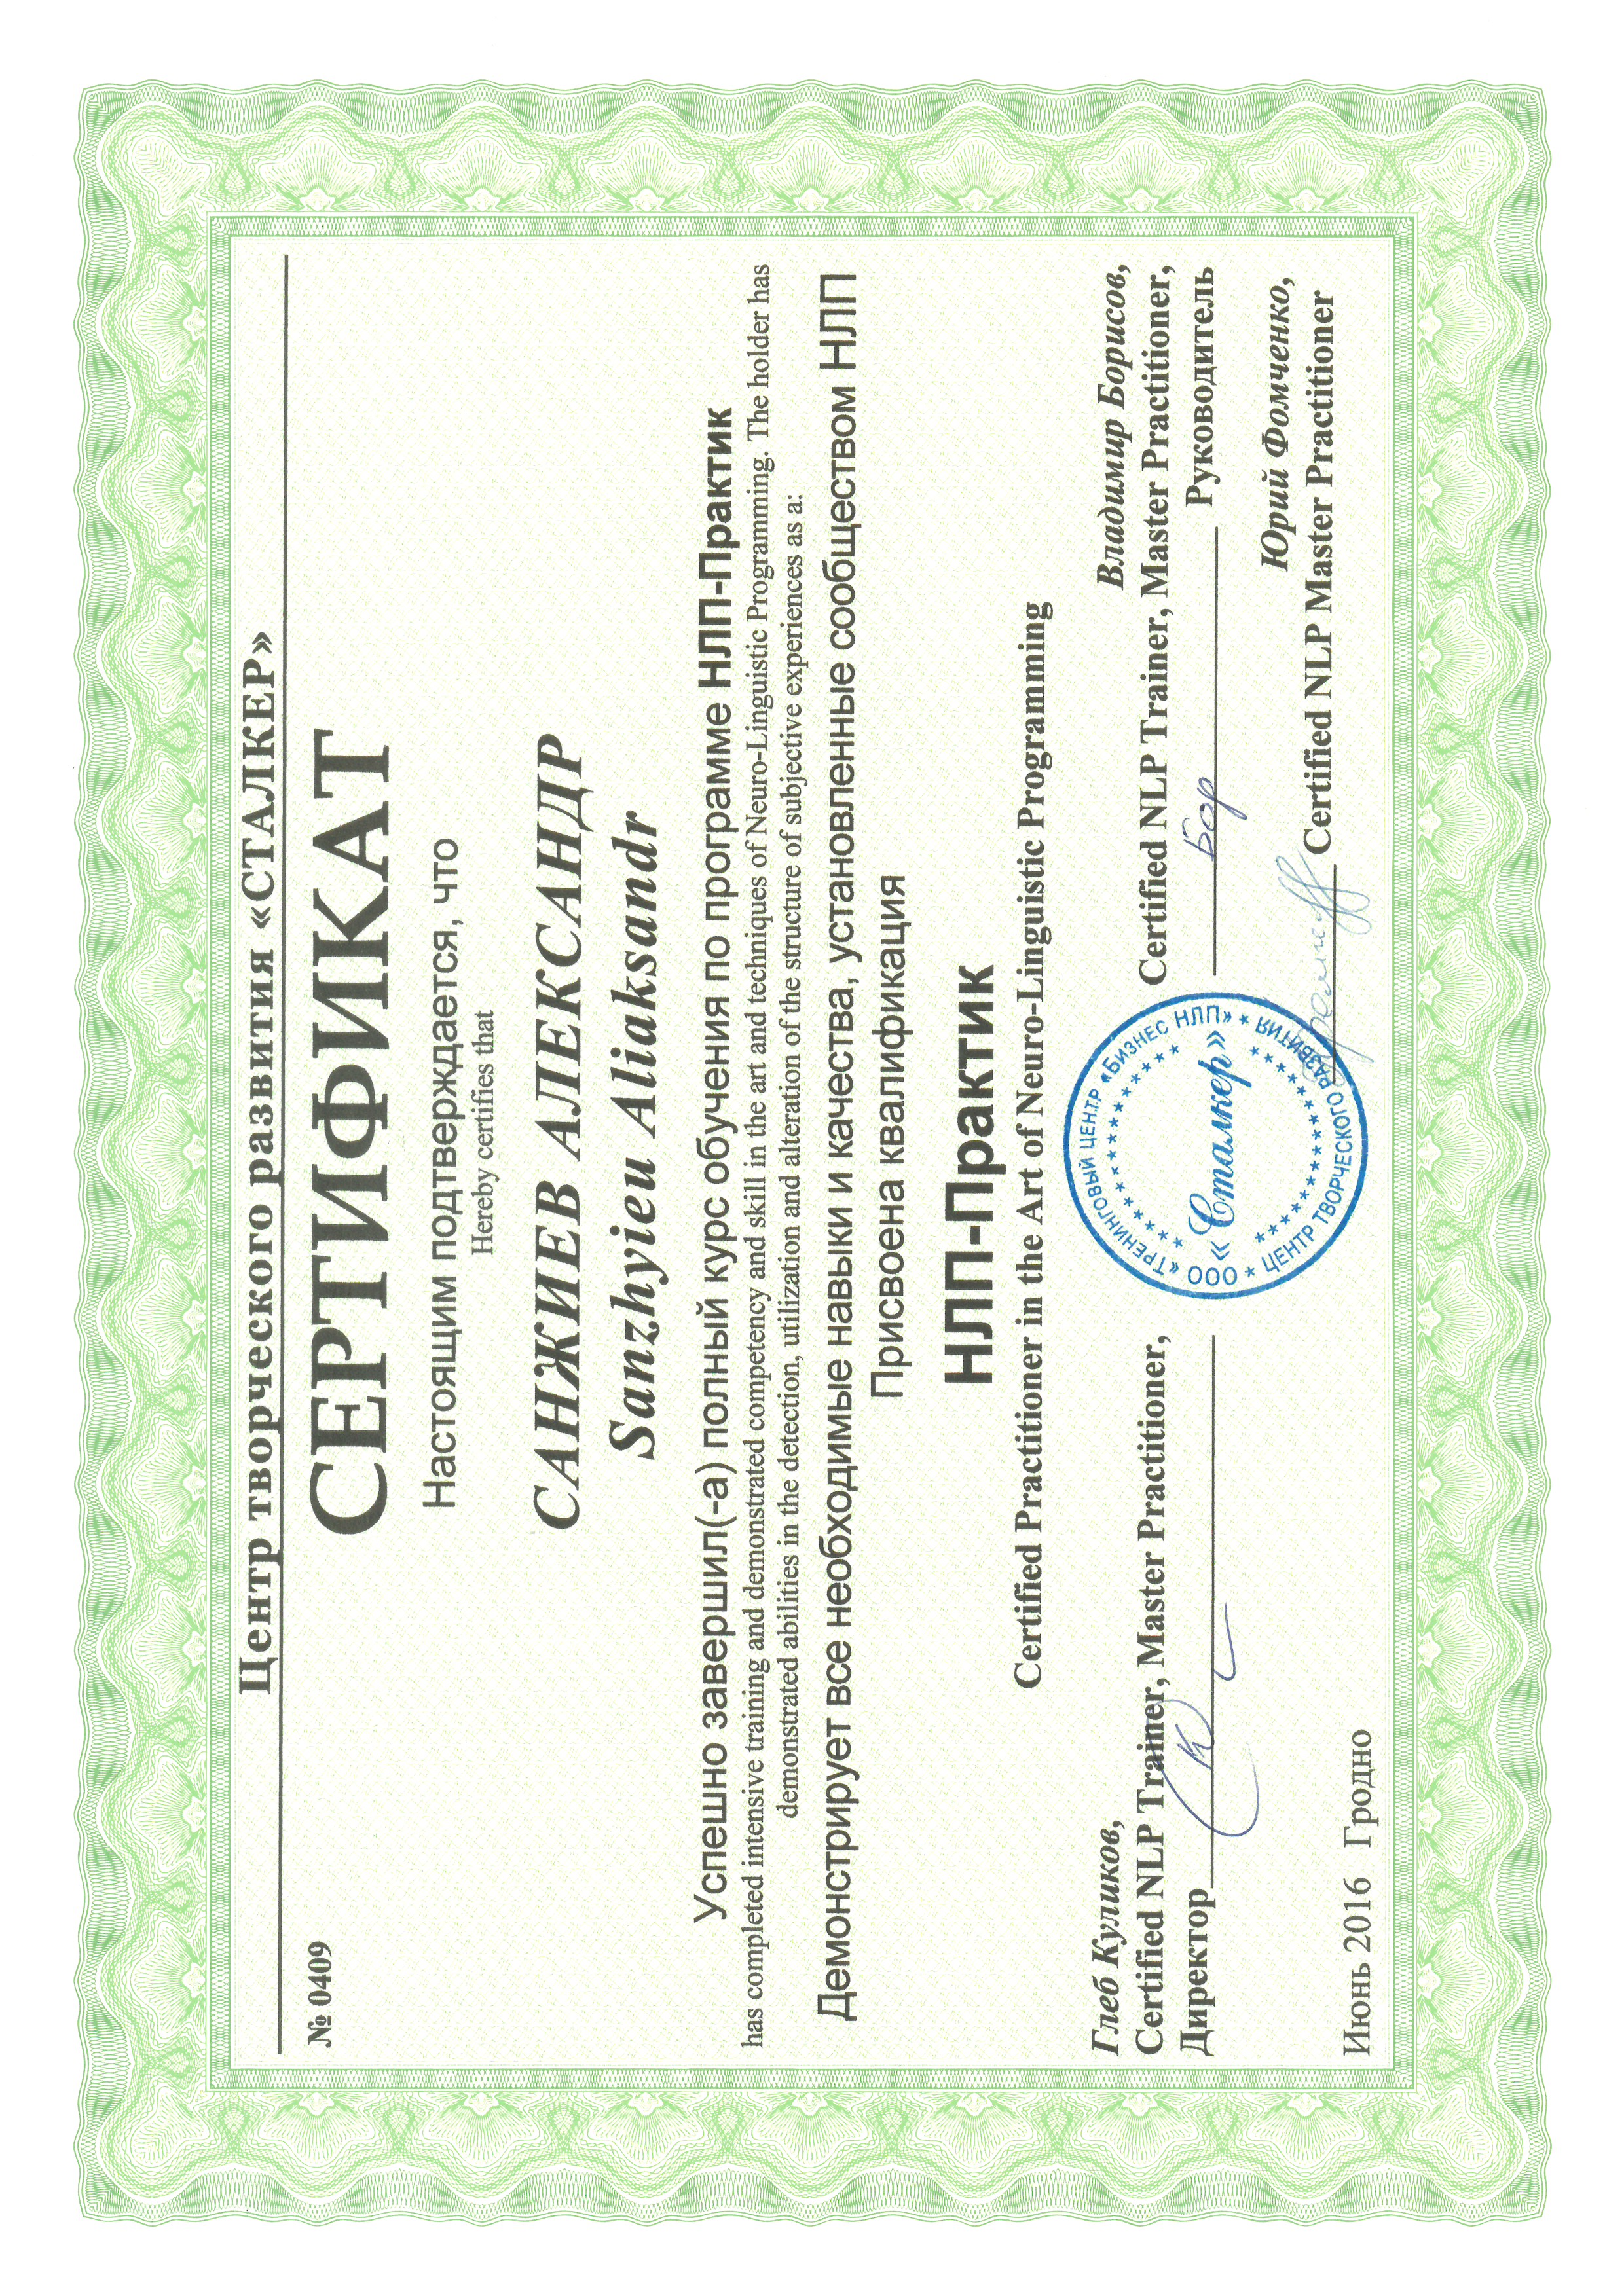 Центр творческого развития «СТАЛКЕР»
№ 0409
СЕРТИФИКАТ
Настоящим подтверждается, что
Hereby certifies that
САНЖИЕВ АЛЕКСАНДР
Sanzhyieu Aliaksandr
Успешно завершил(-а) полный курс обучения по программе НЛП-Практик
has completed intensive training and demonstrated competency and skill in the art and techniques of Neuro-Linguistic Programming. The holder has
demonstrated abilities in the detection, utilization and alteration of the structure of subjective experiences as a:
Демонстрирует все необходимые навыки и качества, установленные сообществом НЛП
Присвоена квалификация
НЛП-Практик
Certified Practitioner in the Art of Neuro-Linguistic Programming
Глеб Куликов,
Certified NLP Trainer, Master Practitioner,
Директор
ООО «ТРЕНИНГОВЫЙ ЦЕНТР «БИЗНЕС НЛП»
«Сталкер»
ЦЕНТР ТВОРЧЕСКОГО РАЗВИТИЯ
Владимир Борисов,
Certified NLP Trainer, Master Practitioner,
Бор Руководитель
Юрий Фомченко,
Certified NLP Master Practitioner
Июнь 2016 Гродно